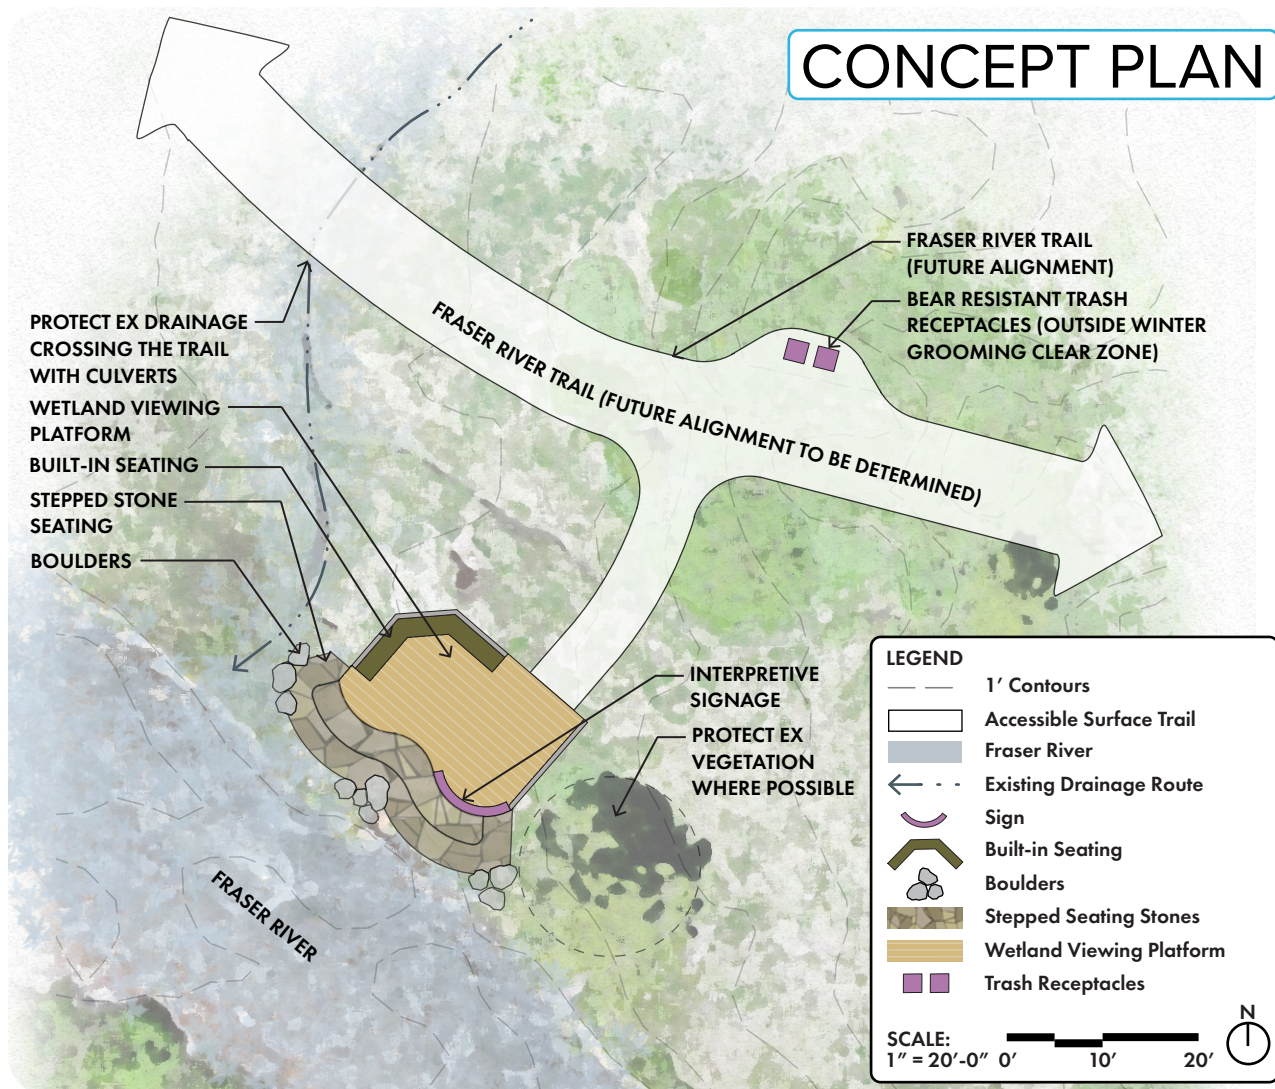 CONCEPT PLAN
FRASER RIVER TRAIL
(FUTURE ALIGNMENT)
BEAR RESISTANT TRASH
RECEPTACLES (OUTSIDE WINTER
GROOMING CLEAR ZONE)
PROTECT EX DRAINAGE
CROSSING THE TRAIL
WITH CULVERTS
WETLAND VIEWING
PLATFORM
BUILT-IN SEATING
STEPPED STONE
SEATING
BOULDERS
FRASER RIVER TRAIL (FUTURE ALIGNMENT TO BE DETERMINED)
INTERPRETIVE
SIGNAGE
PROTECT EX
VEGETATION
WHERE POSSIBLE
FRASER RIVER
LEGEND
1' Contours
Accessible Surface Trail
Fraser River
Existing Drainage Route
Sign
Built-in Seating
Boulders
Stepped Seating Stones
Wetland Viewing Platform
Trash Receptacles
SCALE:
1" = 20'-0" 0' 10' 20'
N